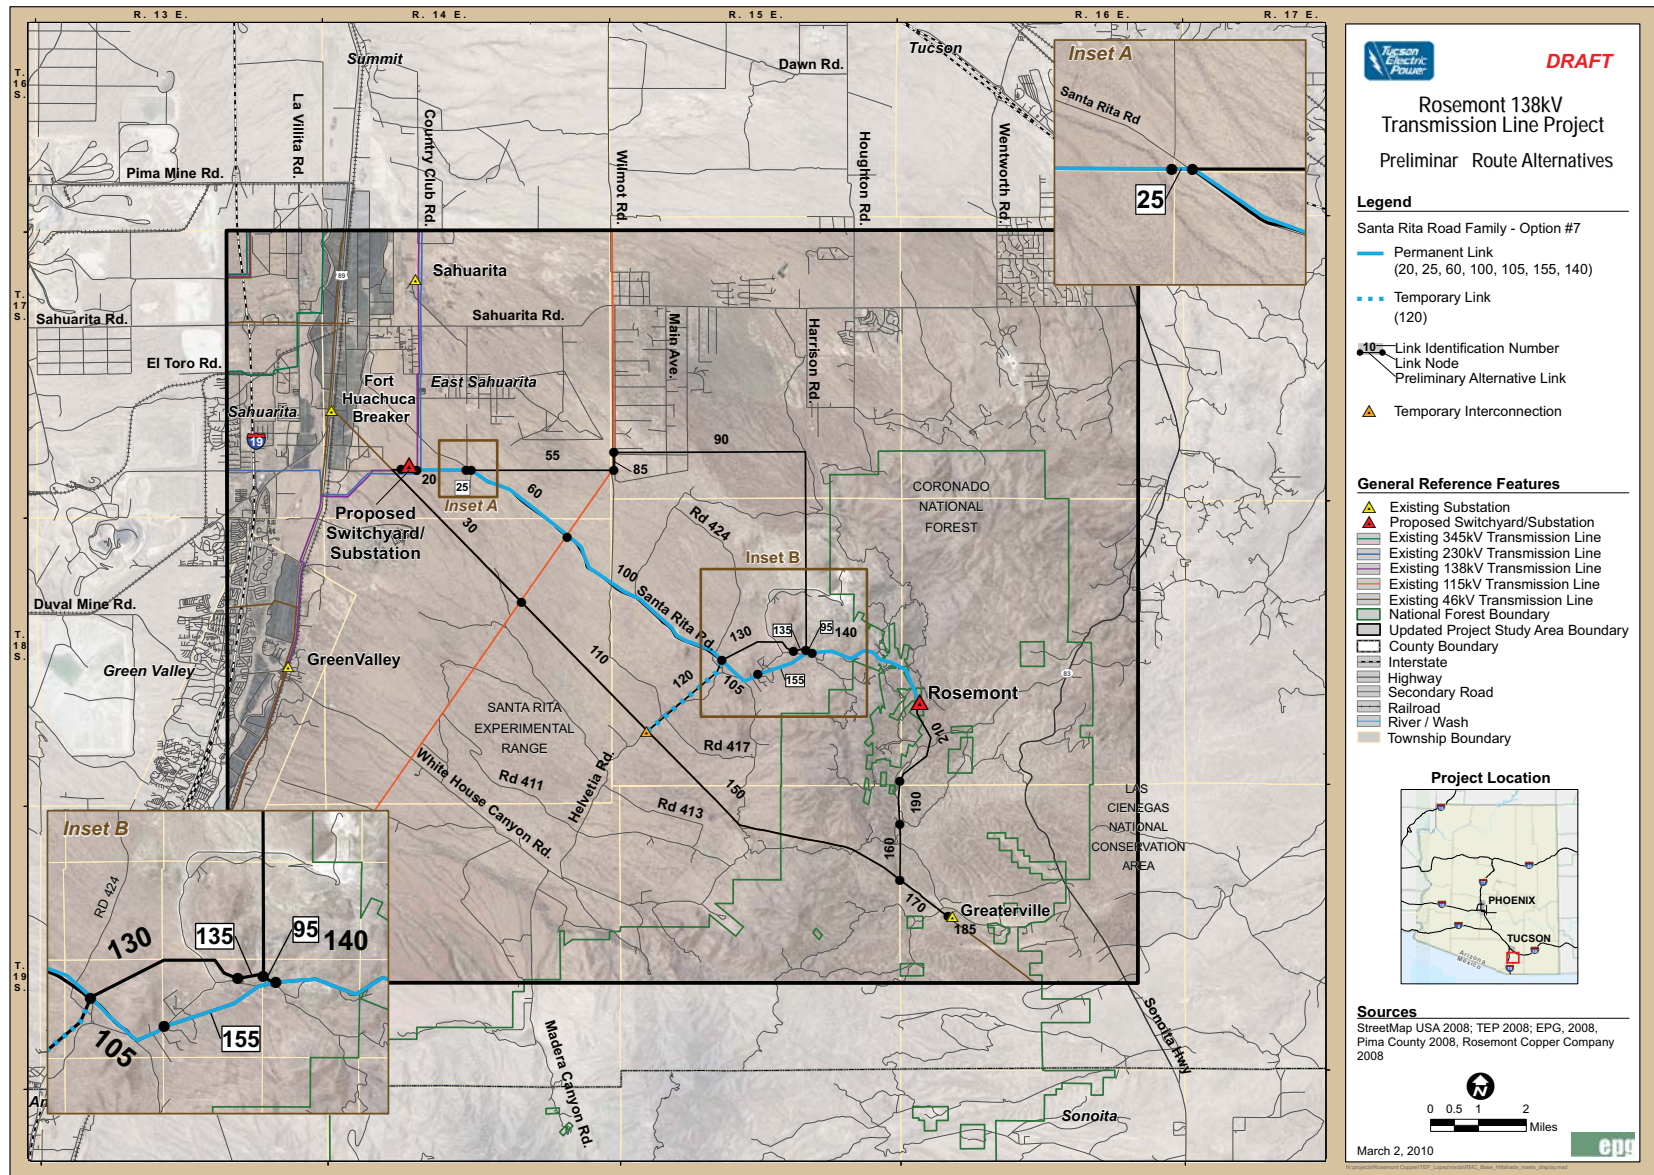 R. 13 E.
R. 14 E.
R. 15 E.
R. 16 E.
R. 17 E.
T.
16
S.
T.
17
S.
T.
18
S.
T.
19
S.
Summit
Tucson
Dawn Rd.
La Villita Rd.
Country Club Rd.
Wilmot Rd.
Houghton Rd.
Wentworth Rd.
Pima Mine Rd.
Inset A
Santa Rita Rd
25
89
Sahuarita
Sahuarita Rd.
Sahuarita Rd.
Main Ave.
Harrison Rd.
El Toro Rd.
Fort
Huachuca
Breaker
East Sahuarita
Sahuarita
19
90
55
85
20
25
Inset A
60
30
Proposed
Switchyard/
Substation
CORONADO
NATIONAL
FOREST
Rd 424
Inset B
100
Santa Rita Rd.
Duval Mine Rd.
135
95
140
130
155
105
120
110
Green Valley
GreenValley
83
Rosemont
210
SANTA RITA
EXPERIMENTAL
RANGE
Rd 417
White House Canyon Rd.
Rd 411
Helvetia Rd.
Rd 413
150
190
160
LAS
CIENEGAS
NATIONAL
CONSERVATION
AREA
170
Greaterville
185
Inset B
RD 424
130
135
95
140
105
155
Madera Canyon Rd.
Sonoita Hwy
Sonoita
Tucson
Electric
Power
DRAFT
Rosemont 138kV
Transmission Line Project
Preliminar   Route Alternatives
Legend
Santa Rita Road Family - Option #7
Permanent Link
(20, 25, 60, 100, 105, 155, 140)
Temporary Link
(120)
10
Link Identification Number
Link Node
Preliminary Alternative Link
Temporary Interconnection
General Reference Features
Existing Substation
Proposed Switchyard/Substation
Existing 345kV Transmission Line
Existing 230kV Transmission Line
Existing 138kV Transmission Line
Existing 115kV Transmission Line
Existing 46kV Transmission Line
National Forest Boundary
Updated Project Study Area Boundary
County Boundary
Interstate
Highway
Secondary Road
Railroad
River / Wash
Township Boundary
Project Location
PHOENIX
TUCSON
Arizona
Mexico
Sources
StreetMap USA 2008; TEP 2008; EPG, 2008,
Pima County 2008, Rosemont Copper Company
2008
N
0 0.5 1 2
Miles
March 2, 2010
epg